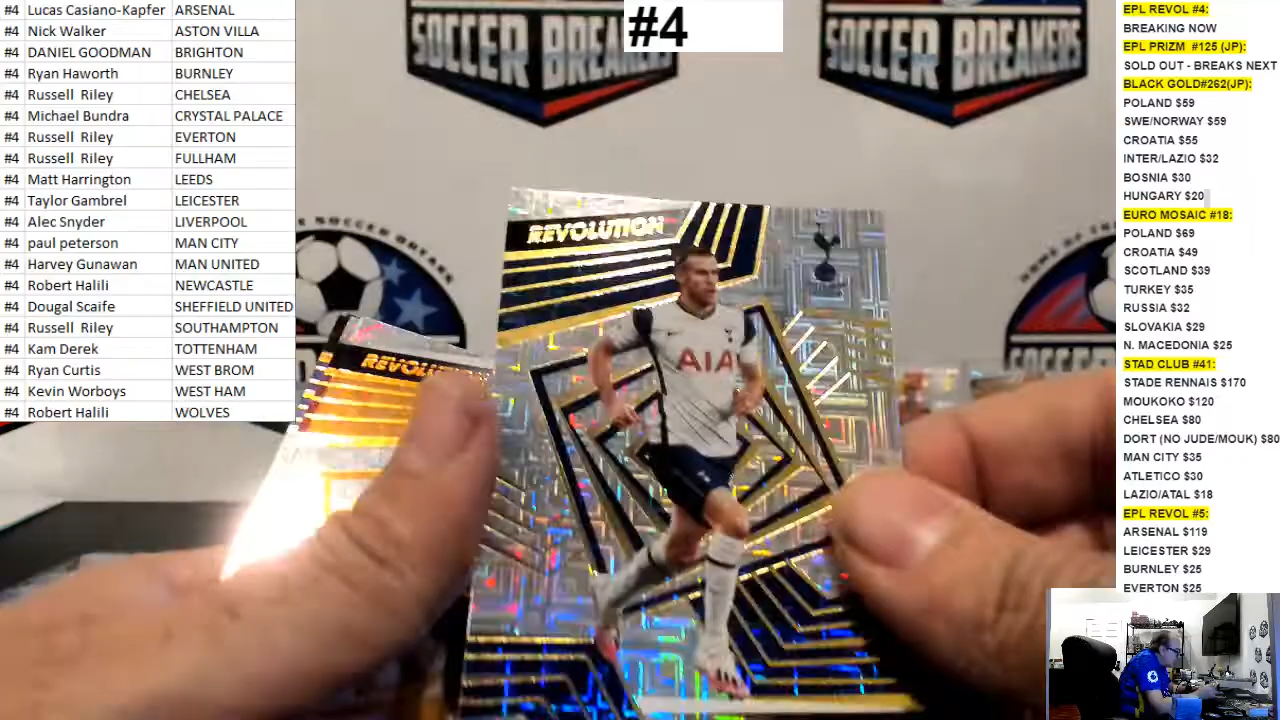 #4 Lucas Casiano-Kapfer ARSENAL
#4 Nick Walker ASTON VILLA
#4 DANIEL GOODMAN BRIGHTON
#4 Ryan Haworth BURNLEY
#4 Russell Riley CHELSEA
#4 Michael Bundra CRYSTAL PALACE
#4 Russell Riley EVERTON
#4 Russell Riley FULLHAM
#4 Matt Harrington LEEDS
#4 Taylor Gambrel LEICESTER
#4 Alec Snyder LIVERPOOL
#4 paul peterson MAN CITY
#4 Harvey Gunawan MAN UNITED
#4 Robert Halili NEWCASTLE
#4 Dougal Scaife SHEFFIELD UNITED
#4 Russell Riley SOUTHAMPTON
#4 Kam Derek TOTTENHAM
#4 Ryan Curtis WEST BROM
#4 Kevin Worboys WEST HAM
#4 Robert Halili WOLVES
#4
SOCCER BREAKERS
SOCCER BREAKERS
REVOLUTION
AIA
EPL REVOL #4:
BREAKING NOW
EPL PRIZM #125 (JP):
SOLD OUT - BREAKS NEXT
BLACK GOLD#262(JP):
POLAND $59
SWE/NORWAY $59
CROATIA $55
INTER/LAZIO $32
BOSNIA $30
HUNGARY $20
EURO MOSAIC #18:
POLAND $69
CROATIA $49
SCOTLAND $39
TURKEY $35
RUSSIA $32
SLOVAKIA $29
N. MACEDONIA $25
STAD CLUB #41:
STADE RENNAIS $170
MOUKOKO $120
CHELSEA $80
DORT (NO JUDE/MOUK) $80
MAN CITY $35
ATLETICO $30
LAZIO/ATAL $18
EPL REVOL #5:
ARSENAL $119
LEICESTER $29
BURNLEY $25
EVERTON $25